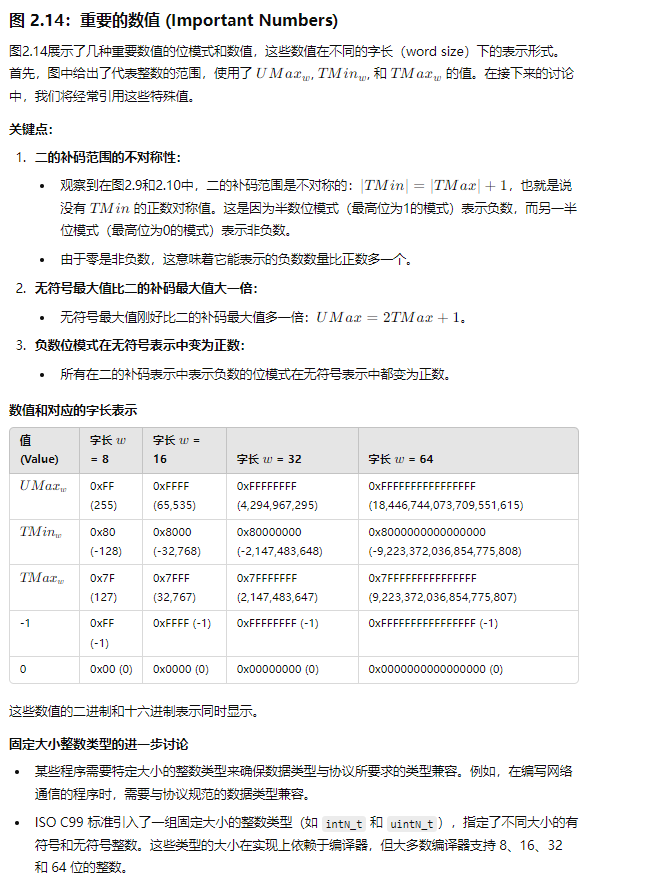 图 2.14：重要的数值 (Important Numbers)
图2.14展示了几种重要数值的位模式和数值，这些数值在不同的字长（word size）下的表示形式。
首先，图中给出了代表整数的范围，使用了 UMax_w, TMin_w, 和 TMax_w 的值。在接下来的讨论
中，我们将经常引用这些特殊值。
关键点：
1. 二的补码范围的不对称性：
• 观察到在图2.9和2.10中，二的补码范围是不对称的：|TMin| = |TMax| + 1，也就是说
没有 TMin 的正数对称值。这是因为半数位模式（最高位为1的模式）表示负数，而另一半
位模式（最高位为0的模式）表示非负数。
• 由于零是非负数，这意味着它能表示的负数数量比正数多一个。
2. 无符号最大值比二的补码最大值大一倍：
• 无符号最大值刚好比二的补码最大值多一倍：UMax = 2TMax + 1。
3. 负数位模式在无符号表示中变为正数：
• 所有在二的补码表示中表示负数的位模式在无符号表示中都变为正数。
数值和对应的字长表示
值 (Value) 字长 w = 8 字长 w = 16 字长 w = 32 字长 w = 64
UMax_w 0xFF (255) 0xFFFF (65,535) 0xFFFFFFFF (4,294,967,295) 0xFFFFFFFFFFFFFFFF (18,446,744,073,709,551,615)
TMin_w 0x80 (-128) 0x8000 (-32,768) 0x80000000 (-2,147,483,648) 0x8000000000000000 (-9,223,372,036,854,775,808)
TMax_w 0x7F (127) 0x7FFF (32,767) 0x7FFFFFFF (2,147,483,647) 0x7FFFFFFFFFFFFFFF (9,223,372,036,854,775,807)
-1 0xFF (-1) 0xFFFF (-1) 0xFFFFFFFF (-1) 0xFFFFFFFFFFFFFFFF (-1)
0 0x00 (0) 0x0000 (0) 0x00000000 (0) 0x0000000000000000 (0)
这些数值的二进制和十六进制表示同时显示。
固定大小整数类型的进一步讨论
• 某些程序需要特定大小的整数类型来确保数据类型与协议所要求的类型兼容。例如，在编写网络
通信的程序时，需要与协议规范的数据类型兼容。
• ISO C99 标准引入了一组固定大小的整数类型（如 intN_t 和 uintN_t），指定了不同大小的有
符号和无符号整数。这些类型的大小在实现上依赖于编译器，但大多数编译器支持 8、16、32
和 64 位的整数。